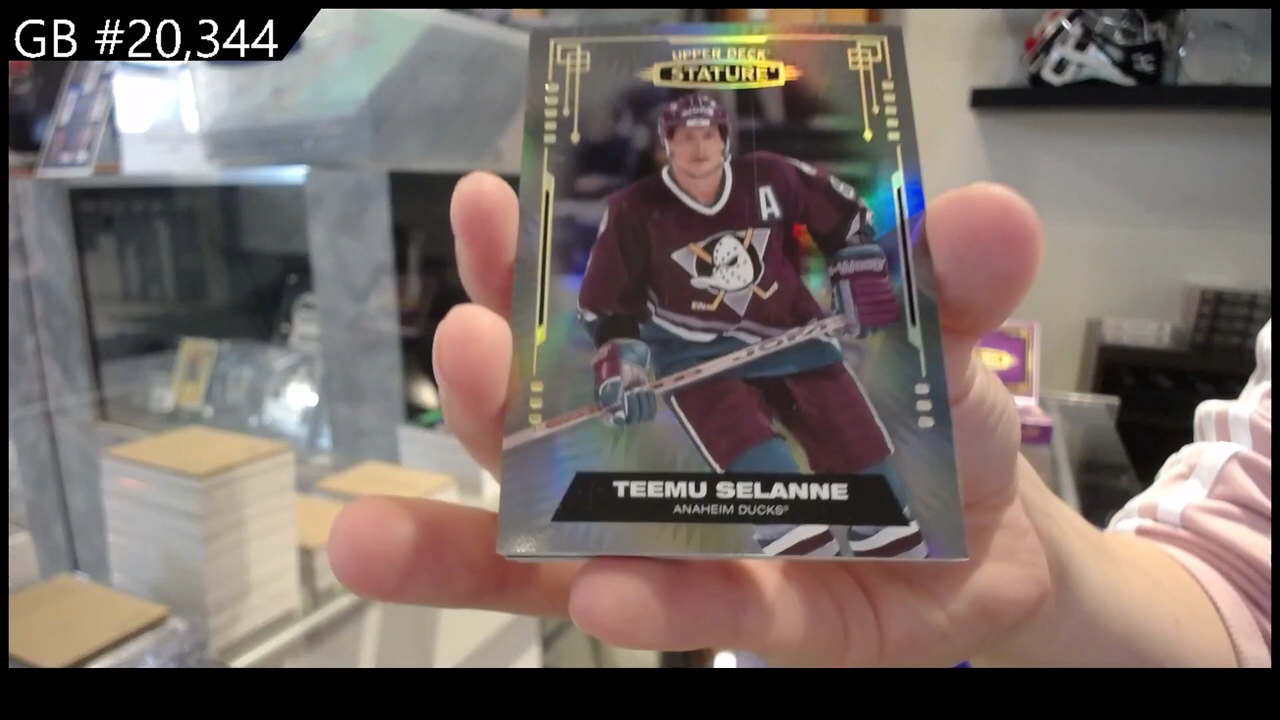 GB #20,344
UPPER DECK
STATURE
A
TEEMU SELANNE
ANAHEIM DUCKS®